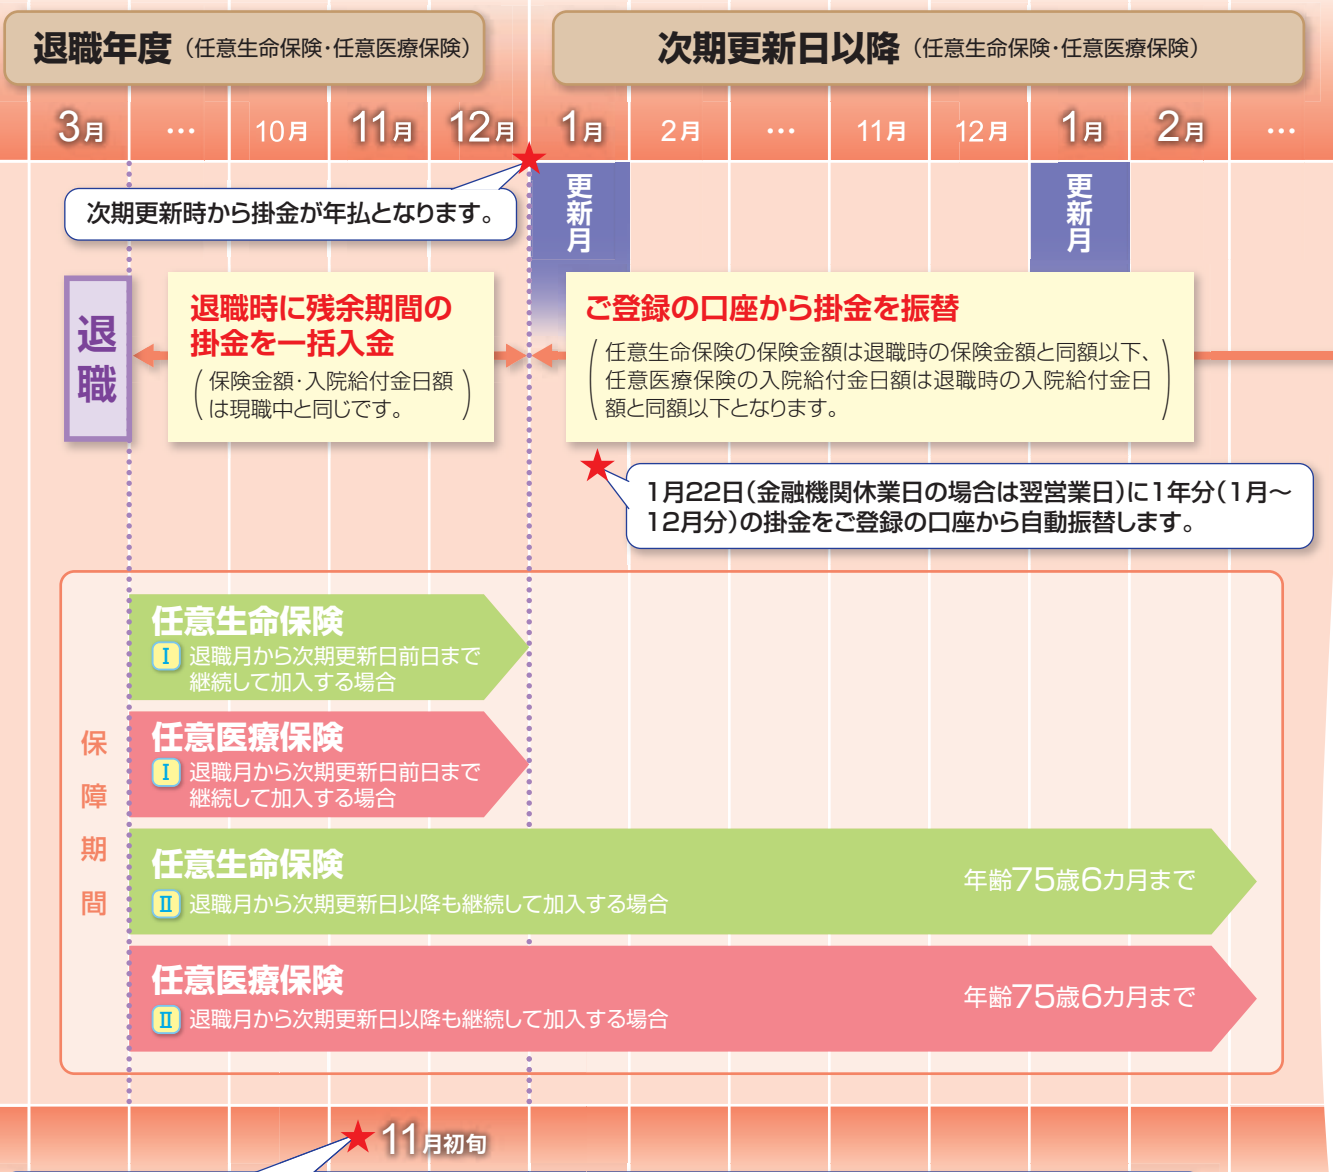 退職年度（任意生命保険・任意医療保険）
次期更新日以降（任意生命保険・任意医療保険）
3月 … 10月 11月 12月 1月 2月 … 11月 12月 1月 2月 …
次期更新時から掛金が年払となります。
更新月
更新月
退職
退職時に残余期間の
掛金を一括入金
（保険金額・入院給付金日額
は現職中と同じです。）
ご登録の口座から掛金を振替
（任意生命保険の保険金額は退職時の保険金額と同額以下、
任意医療保険の入院給付金日額は退職時の入院給付金日
額と同額以下となります。）
1月22日（金融機関休業日の場合は翌営業日）に1年分（1月〜
12月分）の掛金をご登録の口座から自動振替します。
保障期間
任意生命保険
I 退職月から次期更新日前日まで
継続して加入する場合
任意医療保険
I 退職月から次期更新日前日まで
継続して加入する場合
任意生命保険
II 退職月から次期更新日以降も継続して加入する場合
年齢75歳6カ月まで
任意医療保険
II 退職月から次期更新日以降も継続して加入する場合
年齢75歳6カ月まで
11月初旬